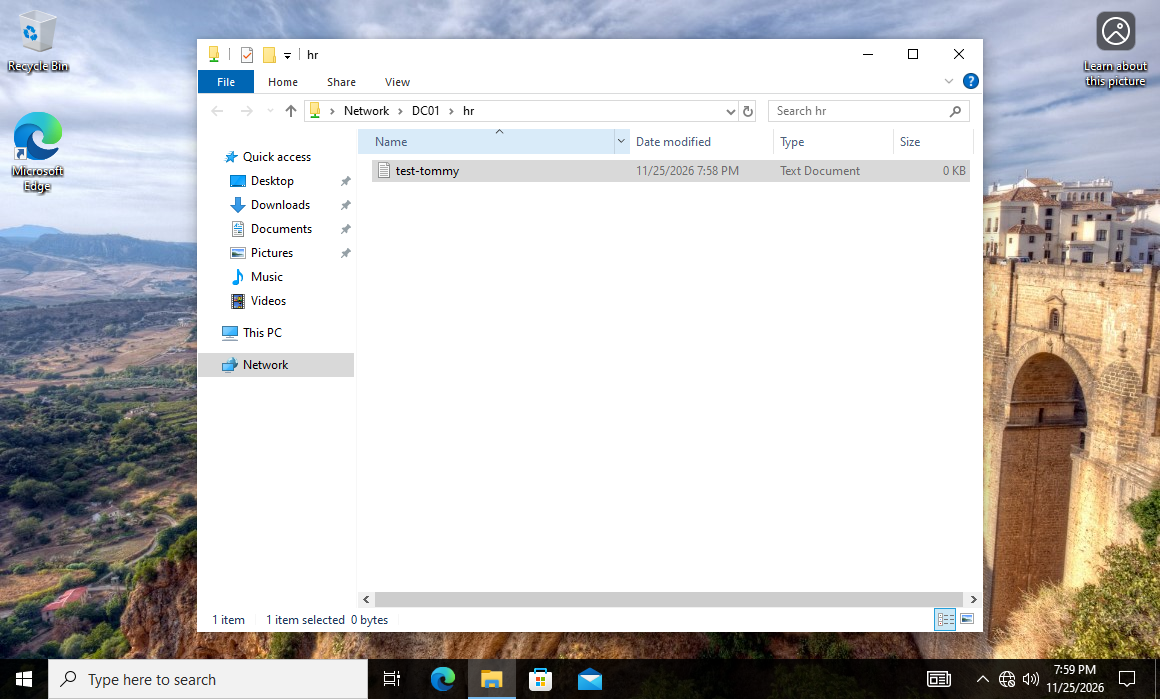 Recycle Bin
Microsoft
Edge
Learn about
this picture
hr
File
Home
Share
View
Network
DC01
hr
Search hr
Name
Date modified
Type
Size
test-tommy
11/25/2026 7:58 PM
Text Document
0 KB
Quick access
Desktop
Downloads
Documents
Pictures
Music
Videos
This PC
Network
1 item
1 item selected 0 bytes
Type here to search
7:59 PM
11/25/2026